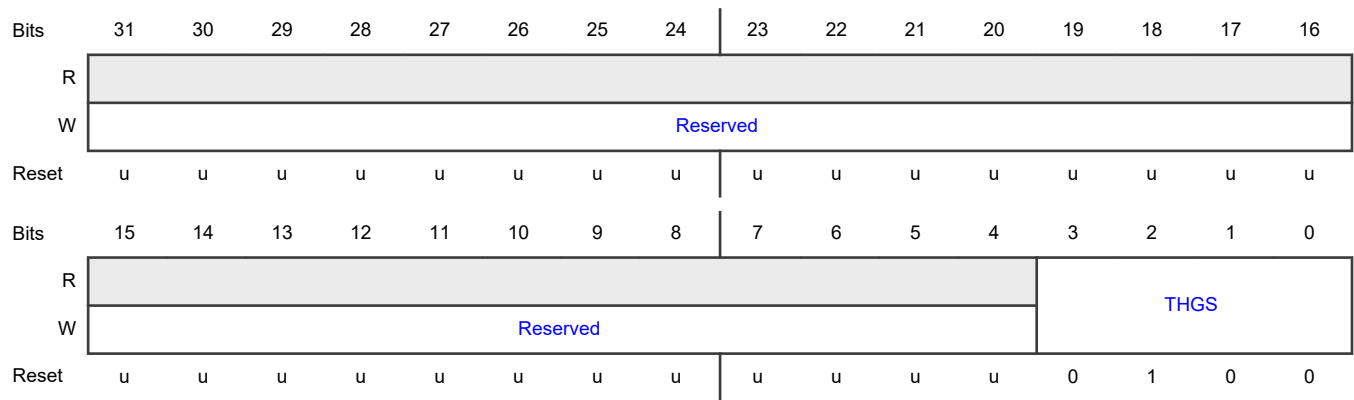 Bits 31 30 29 28 27 26 25 24 23 22 21 20 19 18 17 16
R
W Reserved
Reset u u u u u u u u u u u u u u u u
Bits 15 14 13 12 11 10 9 8 7 6 5 4 3 2 1 0
R
THGS
W Reserved
Reset u u u u u u u u u u u u 0 1 0 0